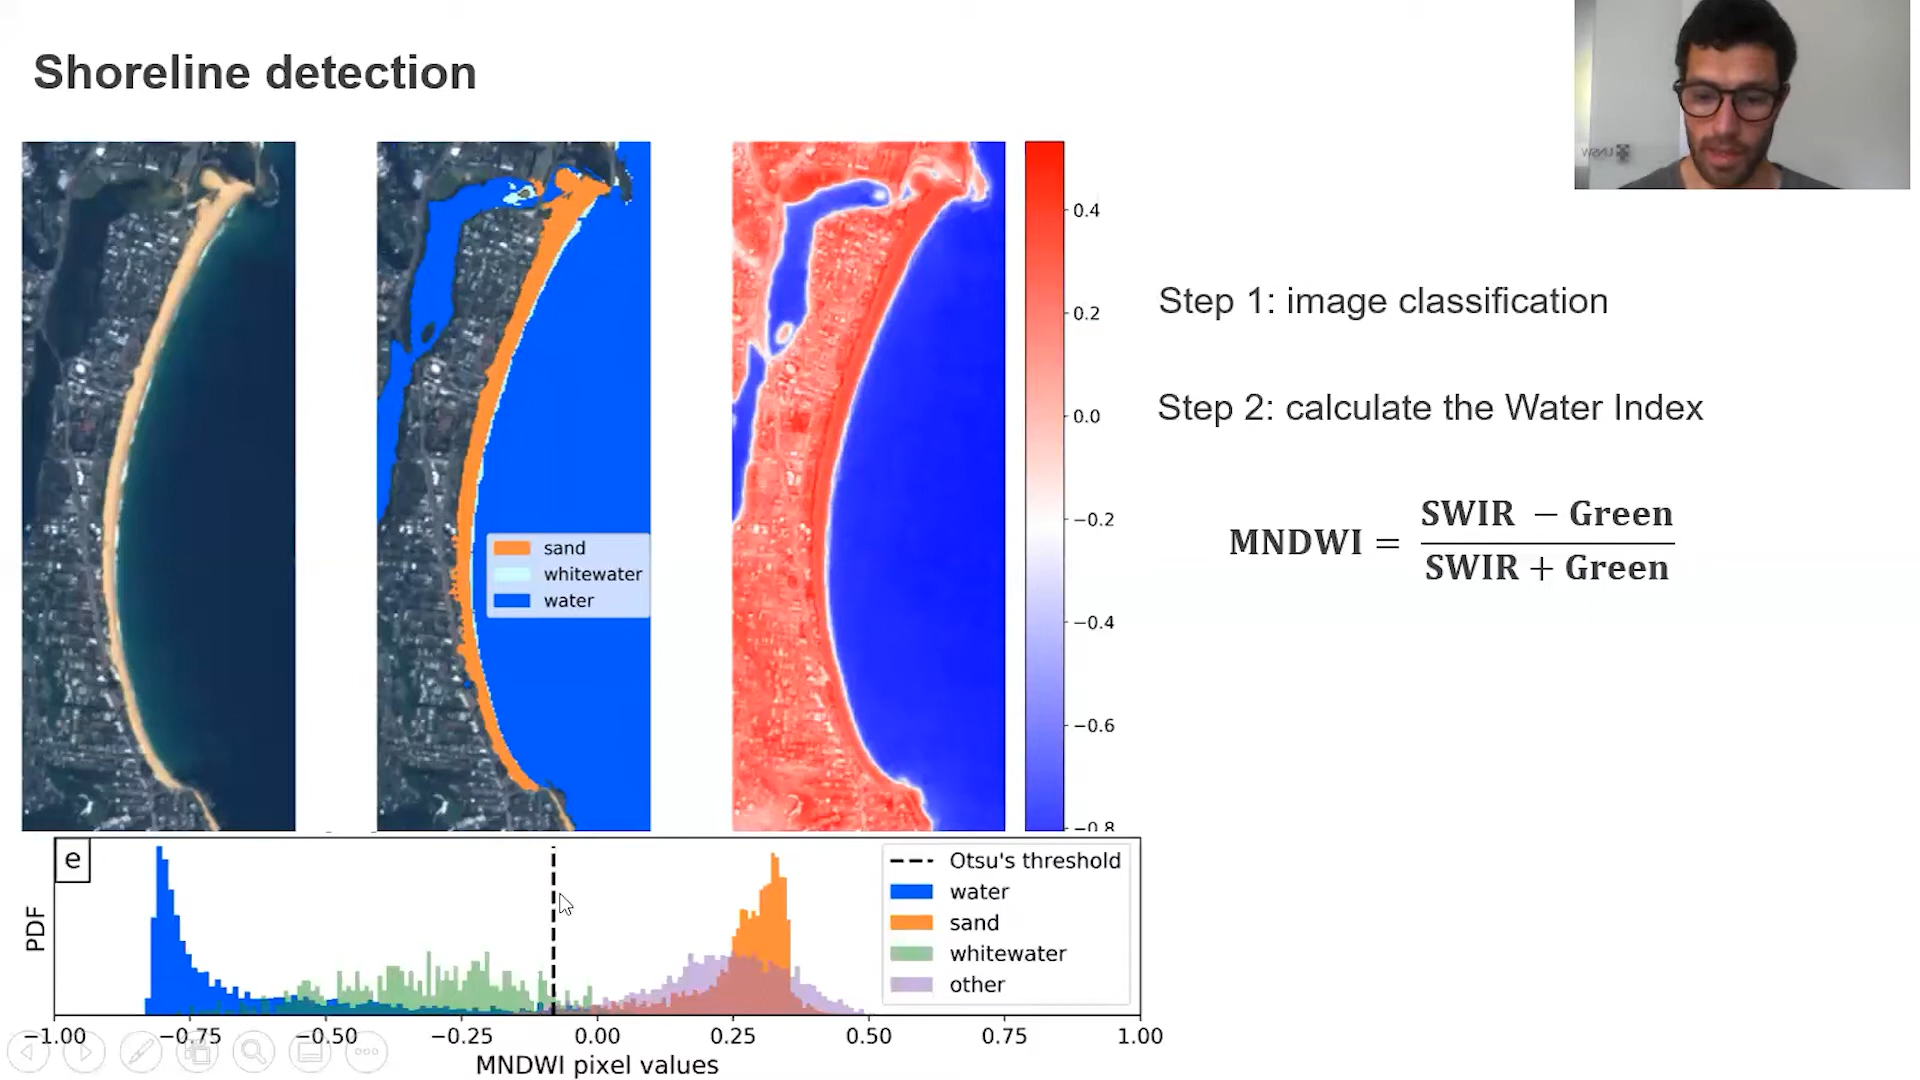 Shoreline detection
sand
whitewater
water
0.4
0.2
0.0
−0.2
−0.4
−0.6
−0.8
Step 1: image classification
Step 2: calculate the Water Index
MNDWI = SWIR − Green
SWIR + Green
e
PDF
Otsu's threshold
water
sand
whitewater
other
−1.00 −0.75 −0.50 −0.25 0.00 0.25 0.50 0.75 1.00
MNDWI pixel values